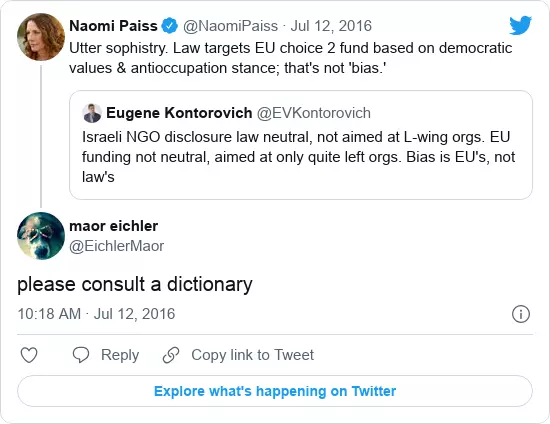 Naomi Paiss @NaomiPaiss · Jul 12, 2016
Utter sophistry. Law targets EU choice 2 fund based on democratic
values & antioccupation stance; that's not 'bias.'
Eugene Kontorovich @EVKontorovich
Israeli NGO disclosure law neutral, not aimed at L-wing orgs. EU
funding not neutral, aimed at only quite left orgs. Bias is EU's, not
law's
maor eichler
@EichlerMaor
please consult a dictionary
10:18 AM · Jul 12, 2016
Reply
Copy link to Tweet
Explore what's happening on Twitter